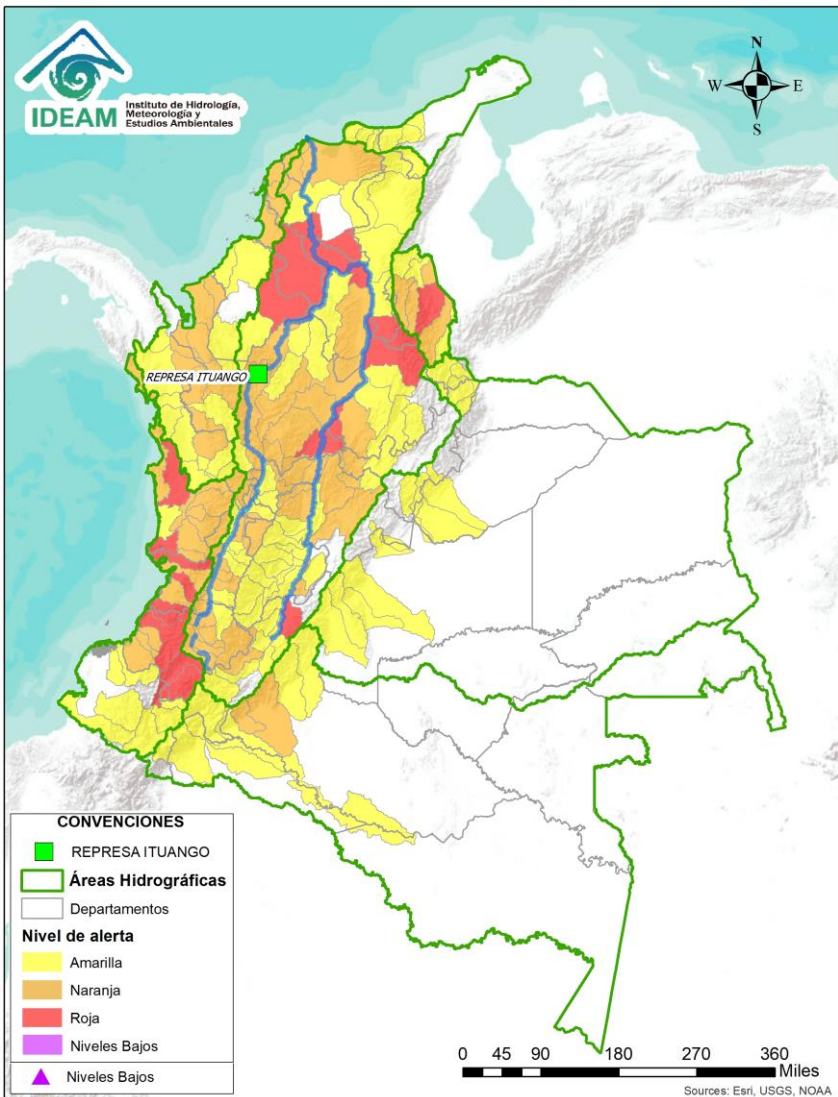 IDEAM
Instituto de Hidrología,
Meteorología y
Estudios Ambientales
N
W
E
S
REPRESA ITUANGO
CONVENCIONES
REPRESA ITUANGO
Áreas Hidrográficas
Departamentos
Nivel de alerta
Amarilla
Naranja
Roja
Niveles Bajos
Niveles Bajos
0 45 90 180 270 360
Miles
Sources: Esri, USGS, NOAA